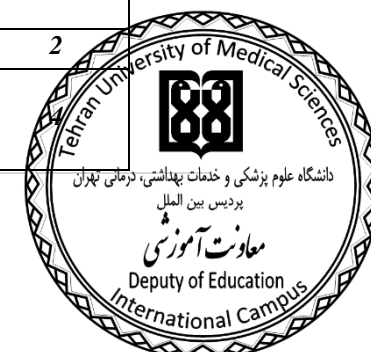 2
4
Tehran University of Medical Sciences
دانشگاه علوم پزشکی و خدمات بهداشتی، درمانی تهران
پردیس بین الملل
معاونت آموزشی
Deputy of Education
International Campus